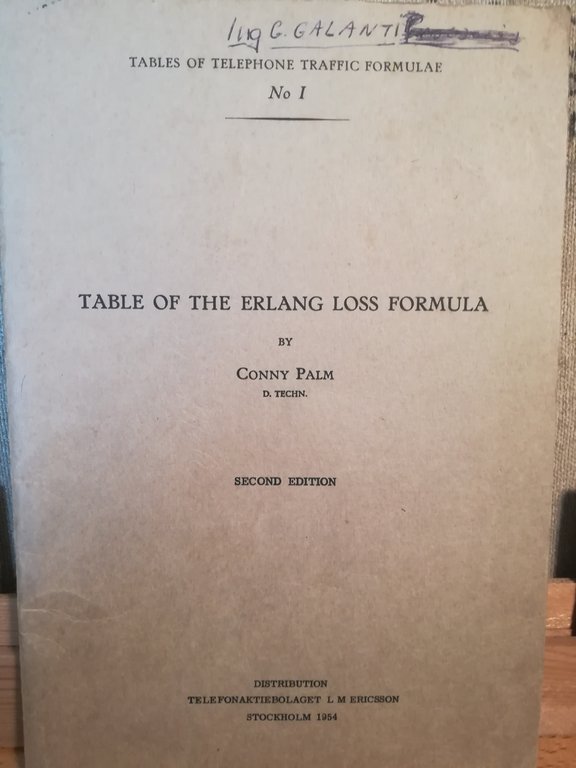 Ing G. GALANTI
TABLES OF TELEPHONE TRAFFIC FORMULAE
No I
TABLE OF THE ERLANG LOSS FORMULA
BY
CONNY PALM
D. TECHN.
SECOND EDITION
DISTRIBUTION
TELEFONAKTIEBOLAGET L M ERICSSON
STOCKHOLM 1954